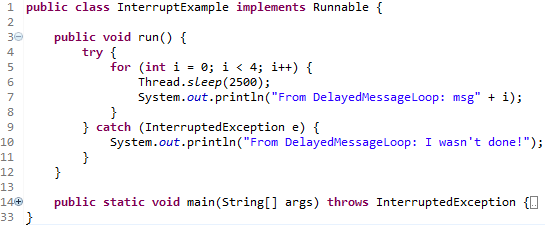 1 public class InterruptExample implements Runnable {
2
3 public void run() {
4 try {
5 for (int i = 0; i < 4; i++) {
6 Thread.sleep(2500);
7 System.out.println("From DelayedMessageLoop: msg" + i);
8 }
9 } catch (InterruptedException e) {
10 System.out.println("From DelayedMessageLoop: I wasn't done!");
11 }
12 }
13
14 public static void main(String[] args) throws InterruptedException {
33 }